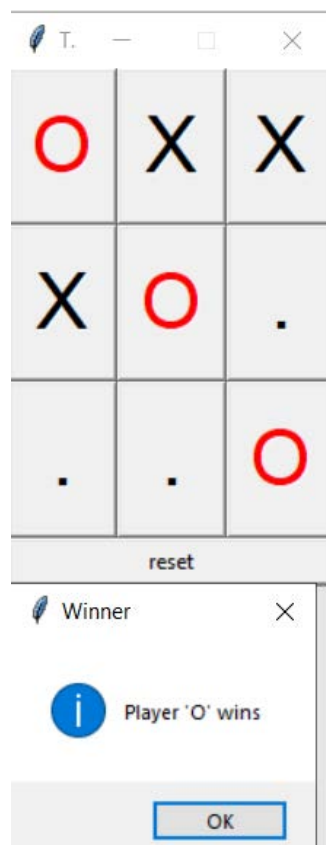 T.
O X X
X O .
. . O
reset
Winner
Player 'O' wins
OK